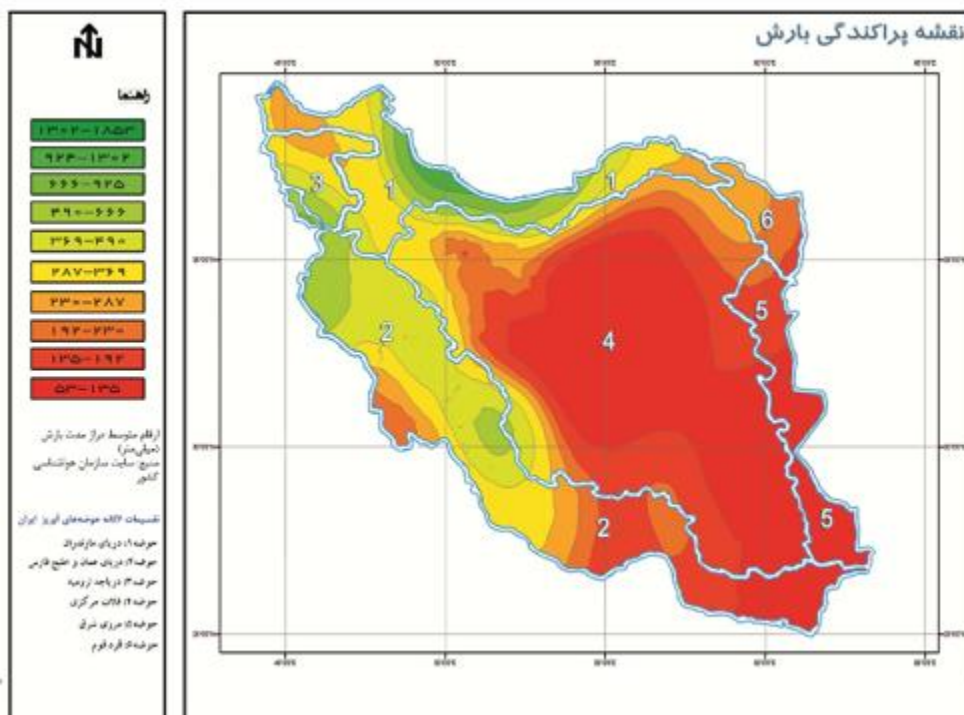 نقشه پراکندگی بارش
N
راهنما
۱۳۰۲-۱۸۵۳
۹۲۴-۱۳۰۲
۶۶۶-۹۲۵
۴۹۰-۶۶۶
۳۶۹-۴۹۰
۲۸۷-۳۶۹
۲۳۰-۲۸۷
۱۹۲-۲۳۰
۱۳۵-۱۹۲
۵۳-۱۳۵
ارقام متوسط دراز مدت بارش
(میلی‌متر)
منبع: سایت سازمان هواشناسی
کشور
تقسیمات ۶گانه حوضه‌های آبریز ایران
حوضه ۱: دریای مازندران
حوضه ۲: دریای عمان و خلیج فارس
حوضه ۳: دریاچه ارومیه
حوضه ۴: فلات مرکزی
حوضه ۵: مرزی شرق
حوضه ۶: قره قوم
3
1
1
6
5
2
4
2
5